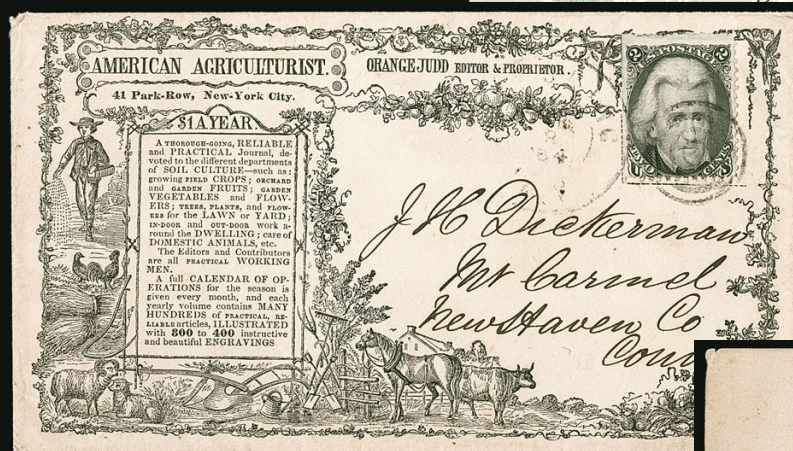 AMERICAN AGRICULTURIST.
ORANGE JUDD EDITOR & PROPRIETOR.
41 Park-Row, New-York City.
$1 A YEAR.
A THOROUGH-GOING, RELIABLE
and PRACTICAL Journal, de-
voted to the different departments
of SOIL CULTURE—such as:
growing FIELD CROPS; ORCHARD
and GARDEN FRUITS; GARDEN
VEGETABLES and FLOW-
ERS; TREES, PLANTS, and FLOW-
ERS for the LAWN or YARD;
IN-DOOR and OUT-DOOR work a-
round the DWELLING; care of
DOMESTIC ANIMALS, etc.
The Editors and Contributors
are all PRACTICAL WORKING
MEN.
A full CALENDAR OF OP-
ERATIONS for the season is
given every month, and each
yearly volume contains MANY
HUNDREDS of PRACTICAL, RE-
LIABLE articles, ILLUSTRATED
with 300 to 400 instructive
and beautiful ENGRAVINGS
2 U.S. POSTAGE 2
TWO CENTS
J H Dickerman
Mt Carmel
New Haven Co
Conn